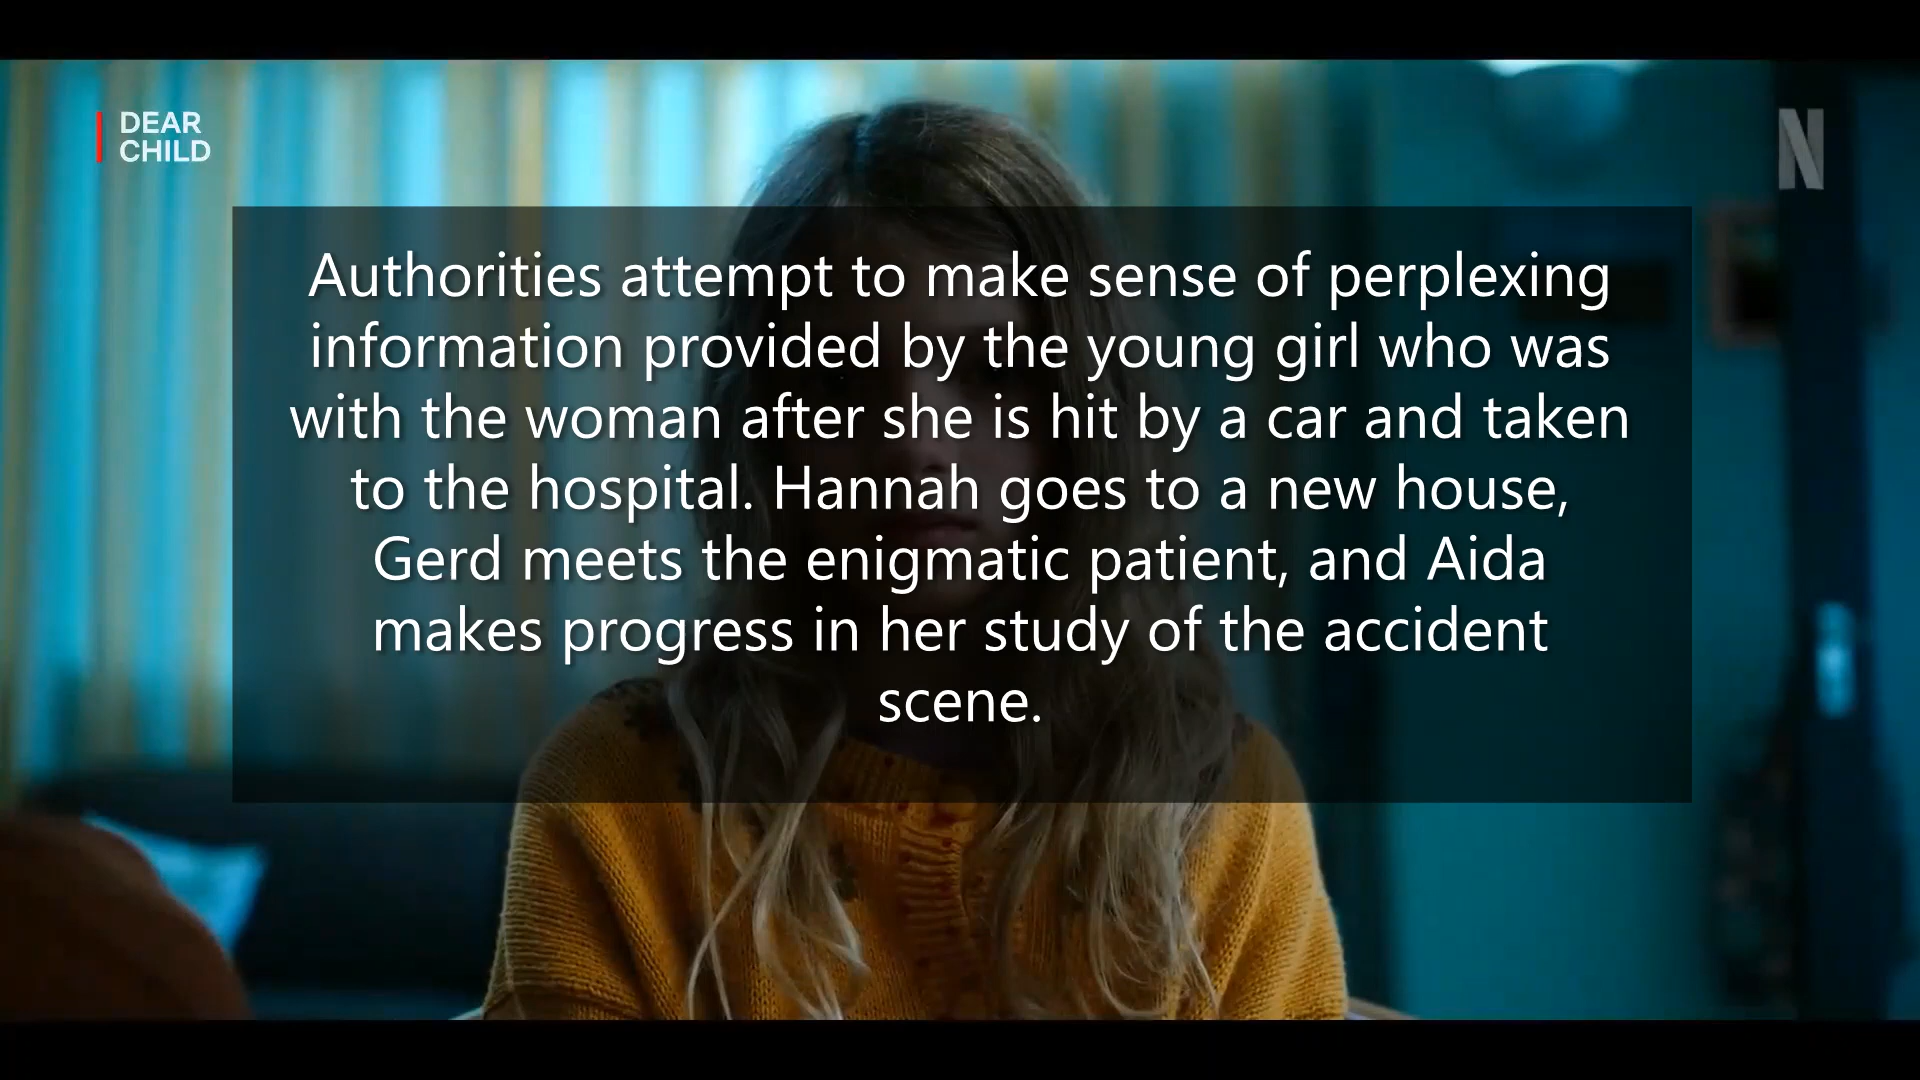 DEAR
CHILD
N
Authorities attempt to make sense of perplexing
information provided by the young girl who was
with the woman after she is hit by a car and taken
to the hospital. Hannah goes to a new house,
Gerd meets the enigmatic patient, and Aida
makes progress in her study of the accident
scene.